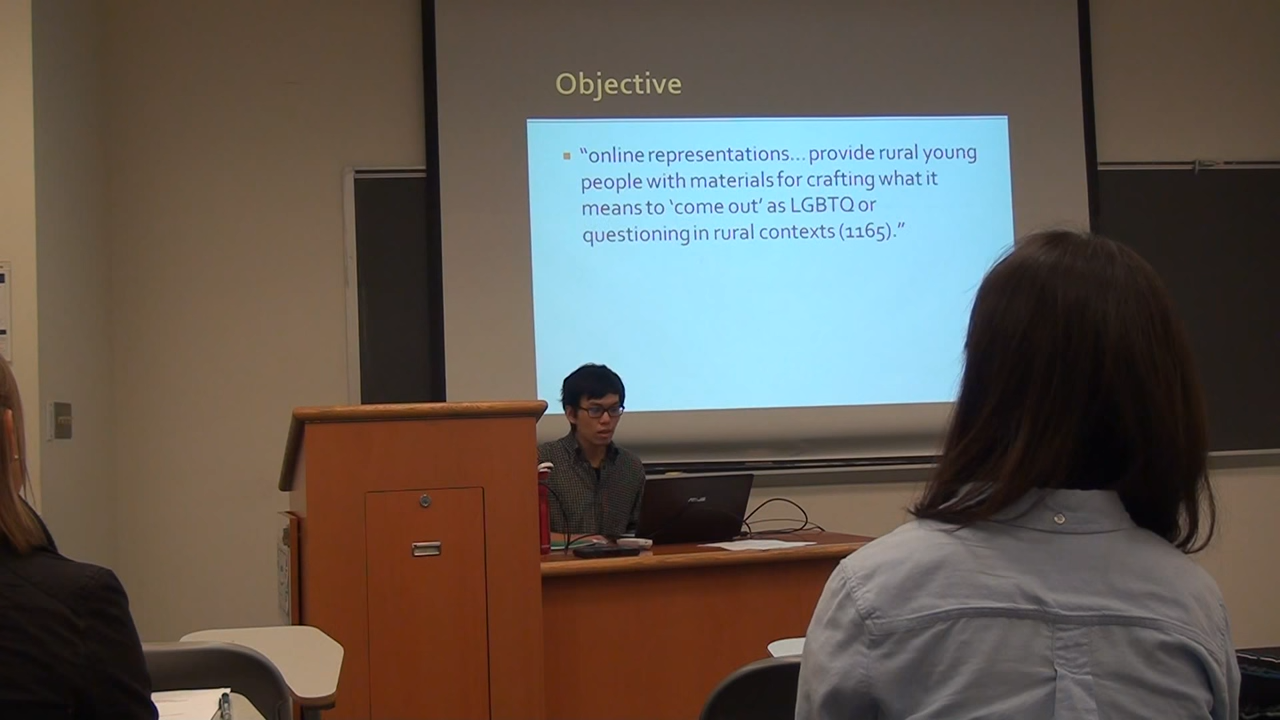 Objective
"online representations... provide rural young
people with materials for crafting what it
means to 'come out' as LGBTQ or
questioning in rural contexts (1165)."
ASUS